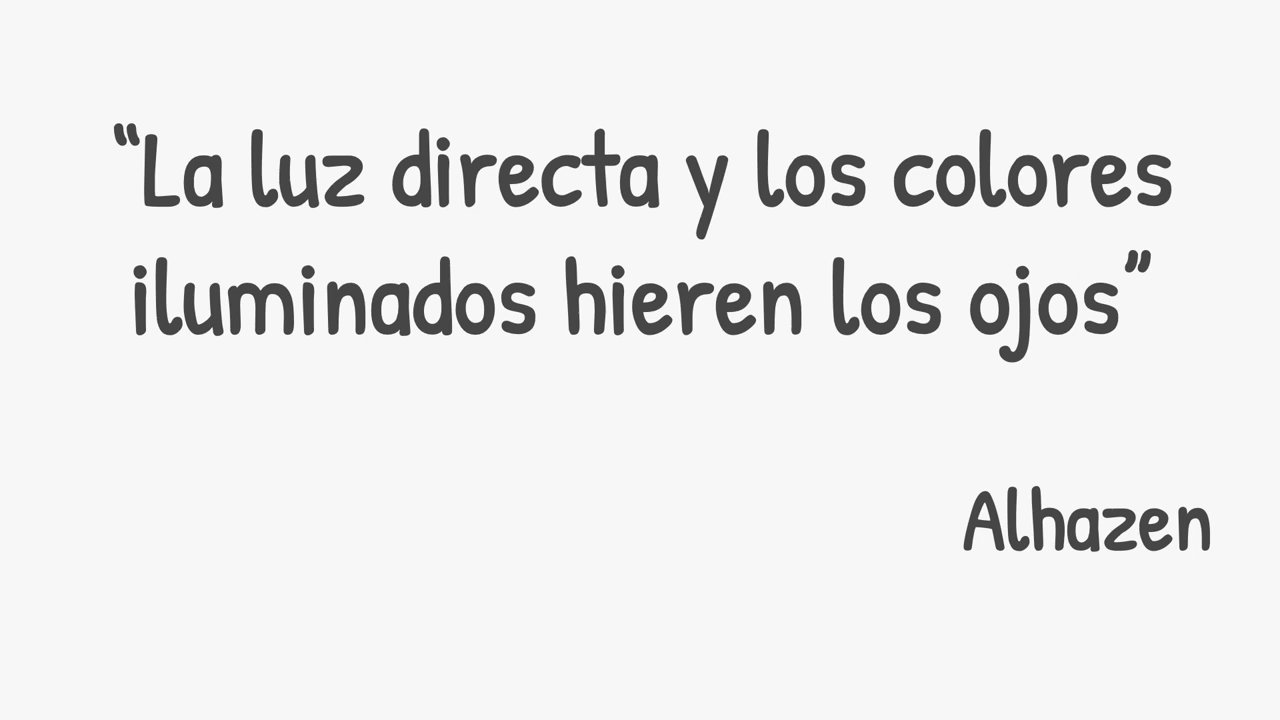 “La luz directa y los colores
iluminados hieren los ojos”
Alhazen